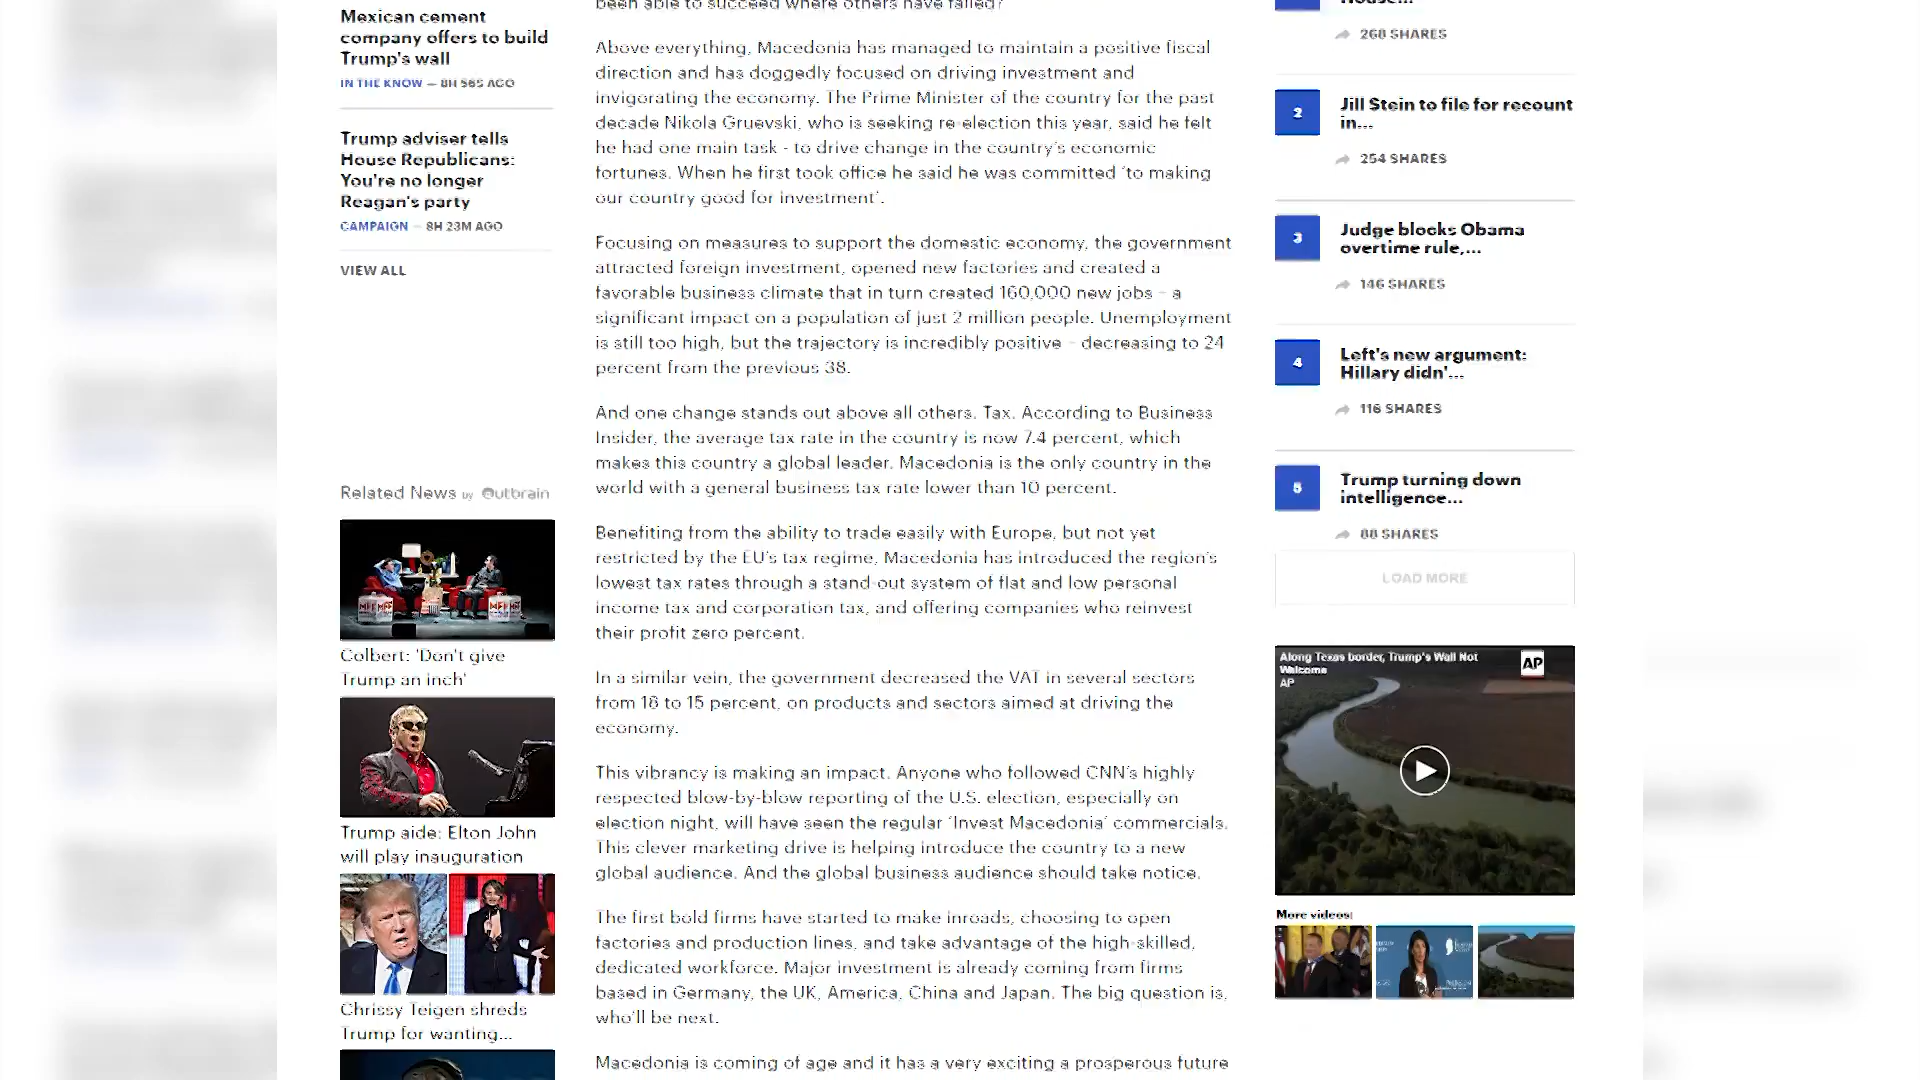 Mexican cement
company offers to build
Trump's wall
IN THE KNOW — 8H 56S AGO
Trump adviser tells
House Republicans:
You're no longer
Reagan's party
CAMPAIGN — 8H 23M AGO
VIEW ALL
Related News by Outbrain
Colbert: 'Don't give
Trump an inch'
Trump aide: Elton John
will play inauguration
Chrissy Teigen shreds
Trump for wanting...
been able to succeed where others have failed?
Above everything, Macedonia has managed to maintain a positive fiscal
direction and has doggedly focused on driving investment and
invigorating the economy. The Prime Minister of the country for the past
decade Nikola Gruevski, who is seeking re-election this year, said he felt
he had one main task - to drive change in the country's economic
fortunes. When he first took office he said he was committed 'to making
our country good for investment'.
Focusing on measures to support the domestic economy, the government
attracted foreign investment, opened new factories and created a
favorable business climate that in turn created 160,000 new jobs – a
significant impact on a population of just 2 million people. Unemployment
is still too high, but the trajectory is incredibly positive – decreasing to 24
percent from the previous 38.
And one change stands out above all others. Tax. According to Business
Insider, the average tax rate in the country is now 7.4 percent, which
makes this country a global leader. Macedonia is the only country in the
world with a general business tax rate lower than 10 percent.
Benefiting from the ability to trade easily with Europe, but not yet
restricted by the EU's tax regime, Macedonia has introduced the region's
lowest tax rates through a stand-out system of flat and low personal
income tax and corporation tax, and offering companies who reinvest
their profit zero percent.
In a similar vein, the government decreased the VAT in several sectors
from 18 to 15 percent, on products and sectors aimed at driving the
economy.
This vibrancy is making an impact. Anyone who followed CNN's highly
respected blow-by-blow reporting of the U.S. election, especially on
election night, will have seen the regular 'Invest Macedonia' commercials.
This clever marketing drive is helping introduce the country to a new
global audience. And the global business audience should take notice.
The first bold firms have started to make inroads, choosing to open
factories and production lines, and take advantage of the high-skilled,
dedicated workforce. Major investment is already coming from firms
based in Germany, the UK, America, China and Japan. The big question is,
who'll be next.
Macedonia is coming of age and it has a very exciting a prosperous future
House...
268 SHARES
2
Jill Stein to file for recount
in...
254 SHARES
3
Judge blocks Obama
overtime rule,...
146 SHARES
4
Left's new argument:
Hillary didn'...
116 SHARES
5
Trump turning down
intelligence...
88 SHARES
LOAD MORE
Along Texas border, Trump's Wall Not
Welcome
AP
AP
More videos: